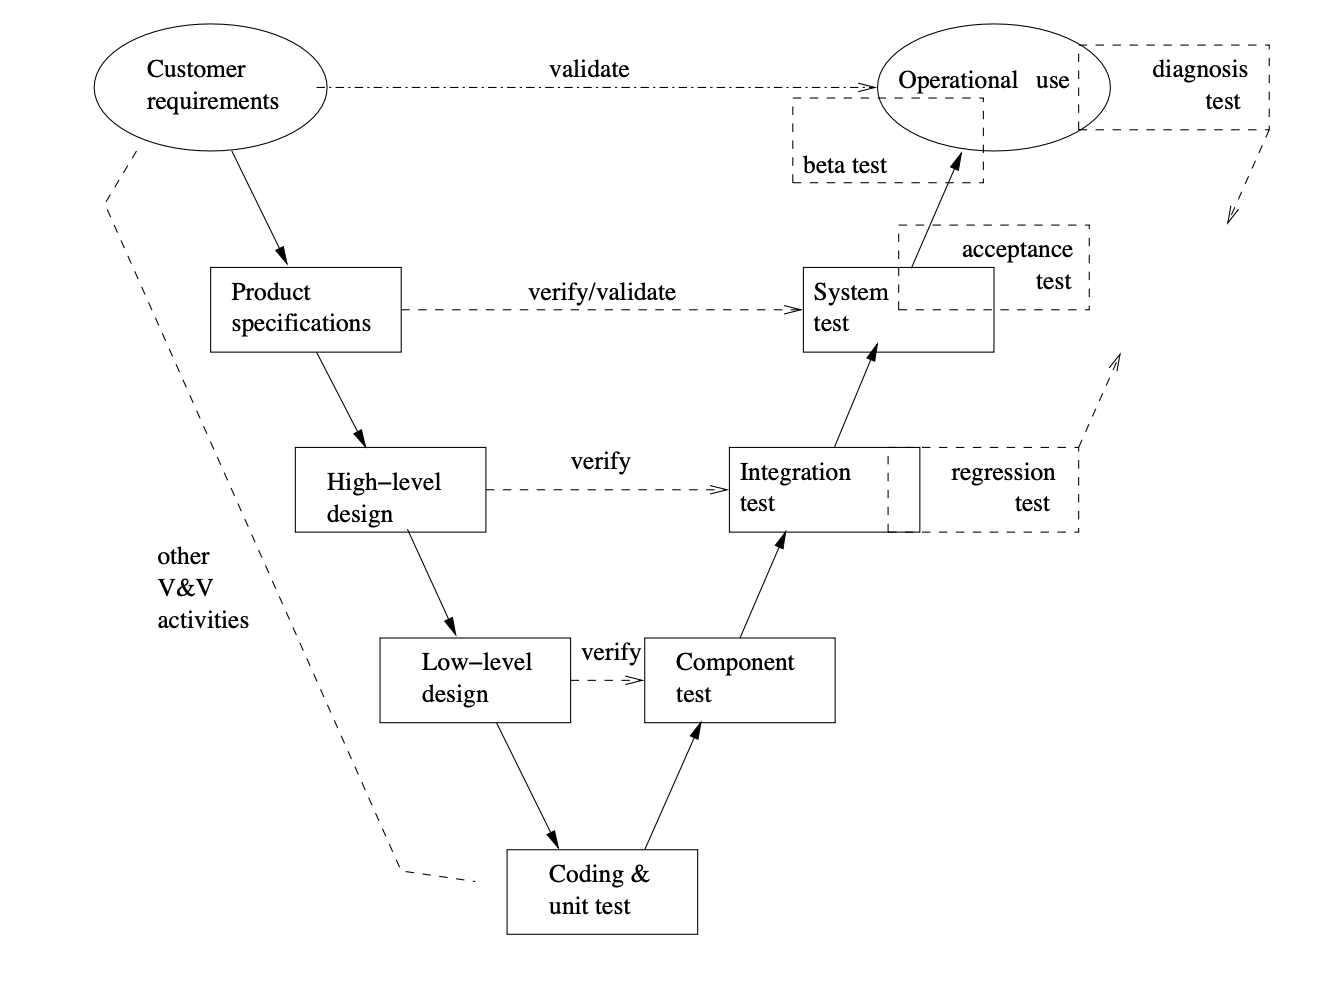 Customer
requirements
validate
Operational use
diagnosis
test
beta test
Product
specifications
verify/validate
System
test
acceptance
test
High−level
design
verify
Integration
test
regression
test
other
V&V
activities
Low−level
design
verify
Component
test
Coding &
unit test